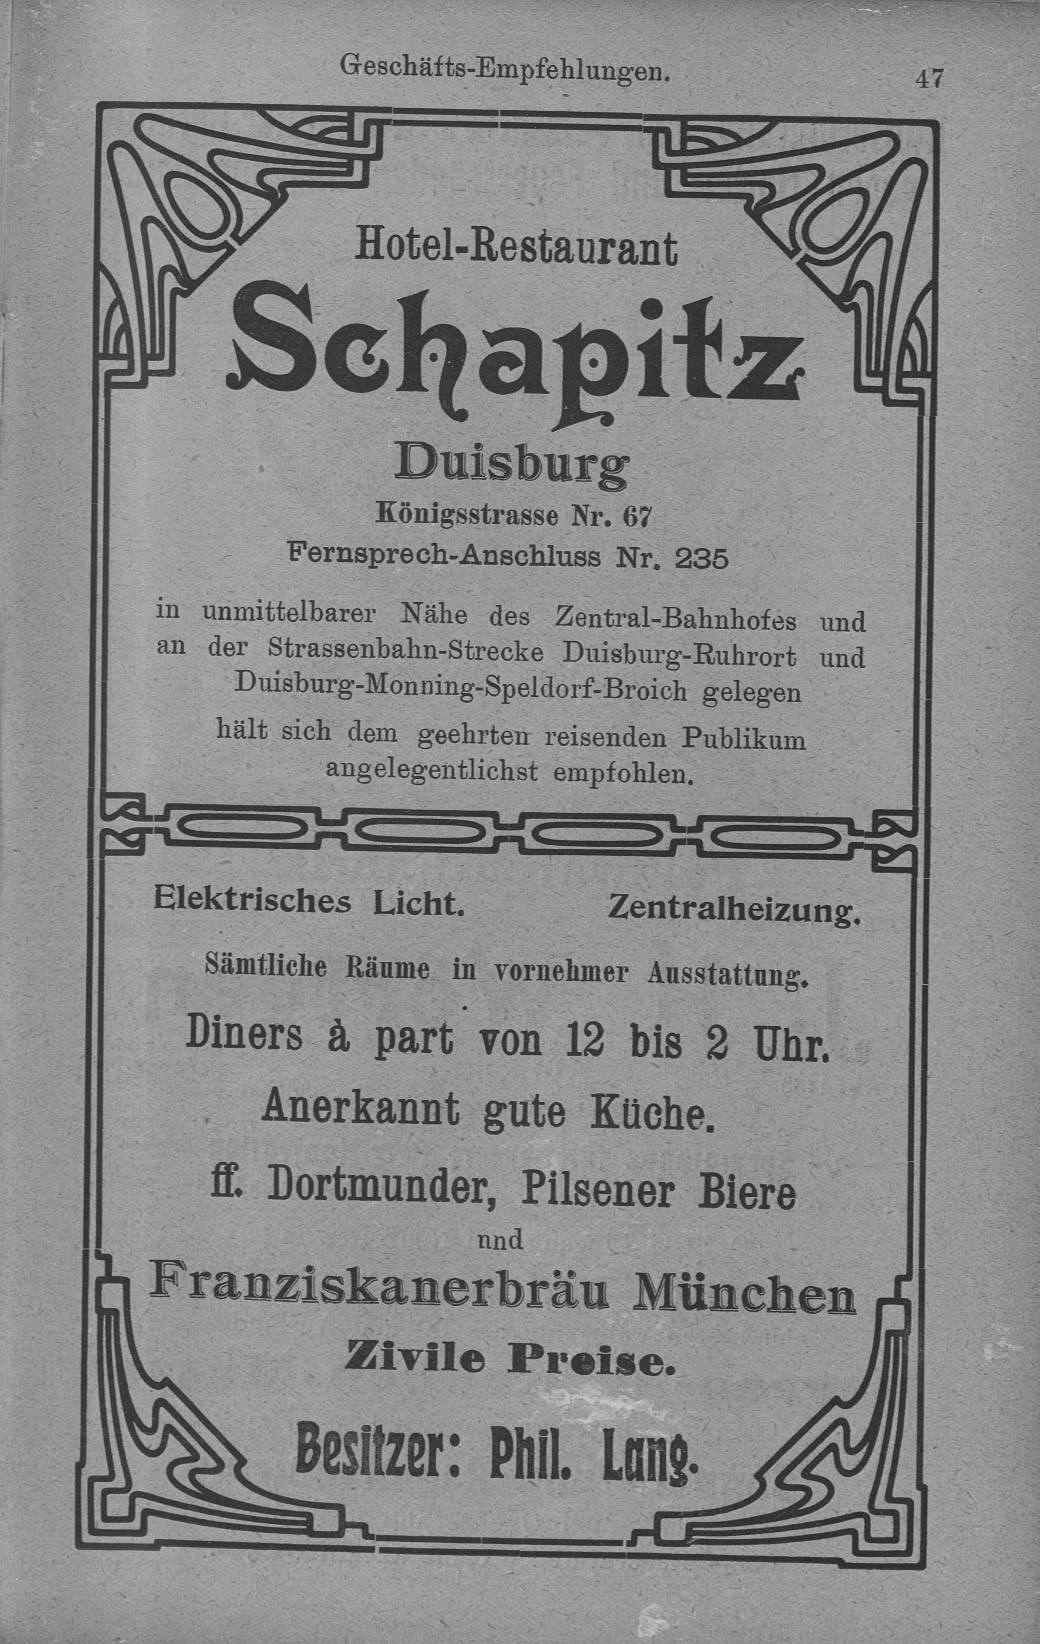 Geschäfts-Empfehlungen. 47
Hotel-Restaurant
Schapitz
Duisburg
Königsstrasse Nr. 67
Fernsprech-Anschluss Nr. 235
in unmittelbarer Nähe des Zentral-Bahnhofes und
an der Strassenbahn-Strecke Duisburg-Ruhrort und
Duisburg-Monning-Speldorf-Broich gelegen
hält sich dem geehrten reisenden Publikum
angelegentlichst empfohlen.
Elektrisches Licht. Zentralheizung.
Sämtliche Räume in vornehmer Ausstattung.
Diners à part von 12 bis 2 Uhr.
Anerkannt gute Küche.
ff. Dortmunder, Pilsener Biere
nnd
Franziskanerbräu München
Zivile Preise.
Besitzer: Phil. Lang.